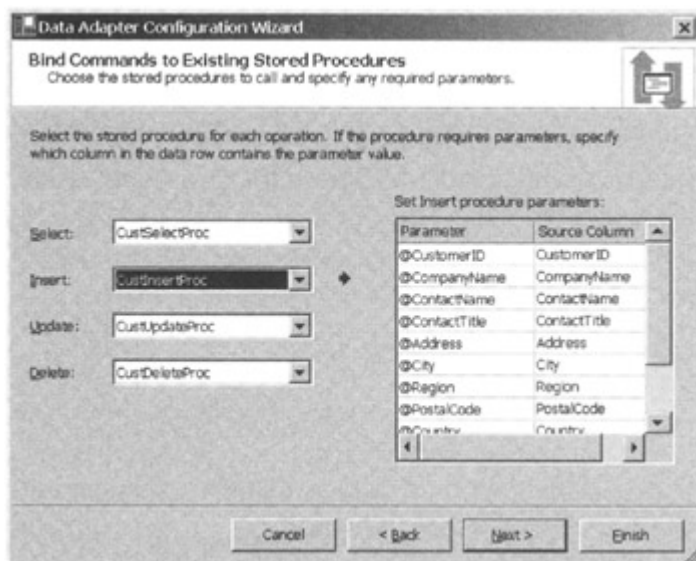 Data Adapter Configuration Wizard
Bind Commands to Existing Stored Procedures
Choose the stored procedures to call and specify any required parameters.
Select the stored procedure for each operation. If the procedure requires parameters, specify
which column in the data row contains the parameter value.
Set Insert procedure parameters:
Select: CustSelectProc
Insert: CustInsertProc
Update: CustUpdateProc
Delete: CustDeleteProc
Parameter Source Column
@CustomerID CustomerID
@CompanyName CompanyName
@ContactName ContactName
@ContactTitle ContactTitle
@Address Address
@City City
@Region Region
@PostalCode PostalCode
@Country Country
Cancel < Back Next > Finish